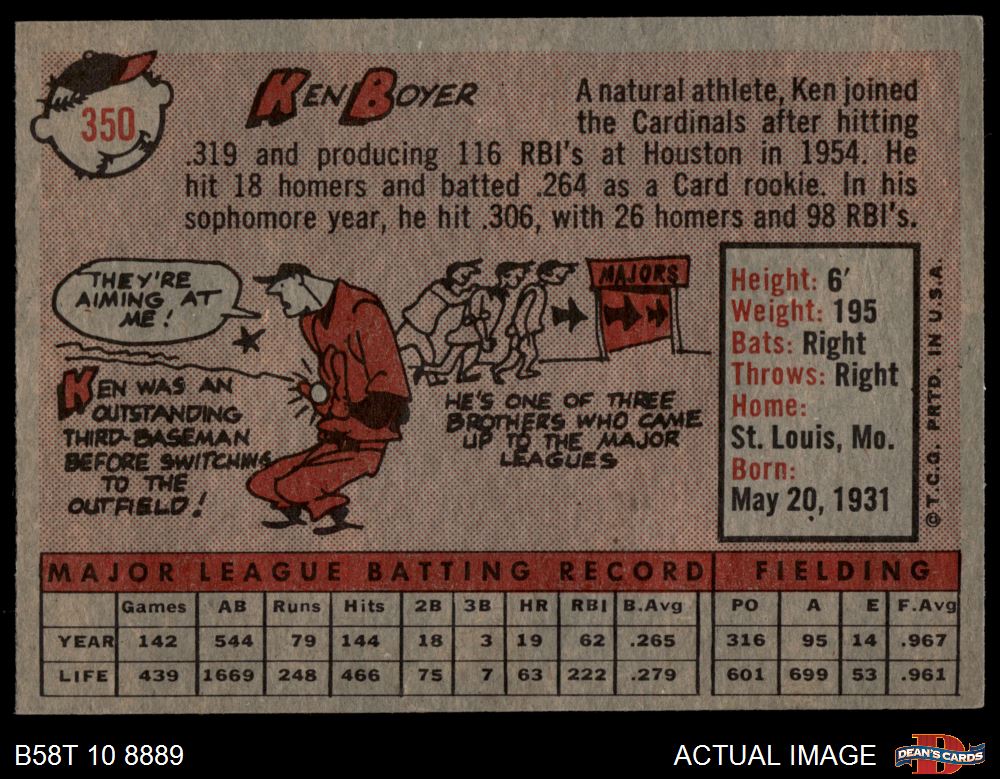 350
KEN BOYER
A natural athlete, Ken joined
the Cardinals after hitting
.319 and producing 116 RBI's at Houston in 1954. He
hit 18 homers and batted .264 as a Card rookie. In his
sophomore year, he hit .306, with 26 homers and 98 RBI's.
THEY'RE
AIMING AT
ME!
KEN WAS AN
OUTSTANDING
THIRD-BASEMAN
BEFORE SWITCHING
TO THE
OUTFIELD!
MAJORS
HE'S ONE OF THREE
BROTHERS WHO CAME
UP TO THE MAJOR
LEAGUES
Height: 6'
Weight: 195
Bats: Right
Throws: Right
Home:
St. Louis, Mo.
Born:
May 20, 1931
© T.C.G. PRTD. IN U.S.A.
MAJOR LEAGUE BATTING RECORD FIELDING
Games AB Runs Hits 2B 3B HR RBI B.Avg PO A E F.Avg
YEAR 142 544 79 144 18 3 19 62 .265 316 95 14 .967
LIFE 439 1669 248 466 75 7 63 222 .279 601 699 53 .961
B58T 10 8889
ACTUAL IMAGE
DEAN'S CARDS